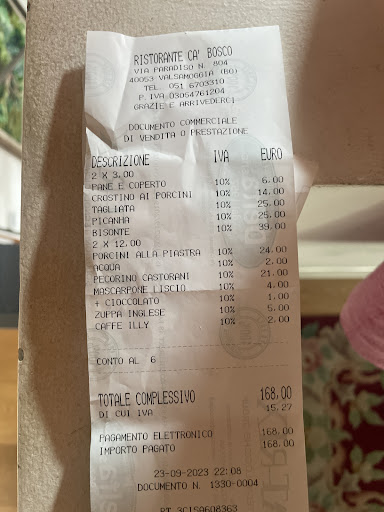 RISTORANTE CA' BOSCO
VIA PARADISO N. 804
40053 VALSAMOGGIA (BO)
TEL. 051 6703310
P.IVA 03054761204
GRAZIE E ARRIVEDERCI
DOCUMENTO COMMERCIALE
DI VENDITA O PRESTAZIONE
DESCRIZIONE IVA EURO
2 X 3,00
PANE E COPERTO 10% 6,00
CROSTINO AI PORCINI 10% 14,00
TAGLIATA 10% 25,00
PICANHA 10% 25,00
BISONTE 10% 39,00
2 X 12,00
PORCINI ALLA PIASTRA 10% 24,00
ACQUA 10% 2,00
PECORINO CASTORANI 10% 21,00
MASCARPONE LISCIO 10% 4,00
+ CIOCCOLATO 10% 1,00
ZUPPA INGLESE 10% 5,00
CAFFE ILLY 10% 2,00
CONTO AL 6
TOTALE COMPLESSIVO 168,00
DI CUI IVA 15,27
PAGAMENTO ELETTRONICO 168,00
IMPORTO PAGATO 168,00
23-09-2023 22:08
DOCUMENTO N. 1330-0004
RT 3CISA608363